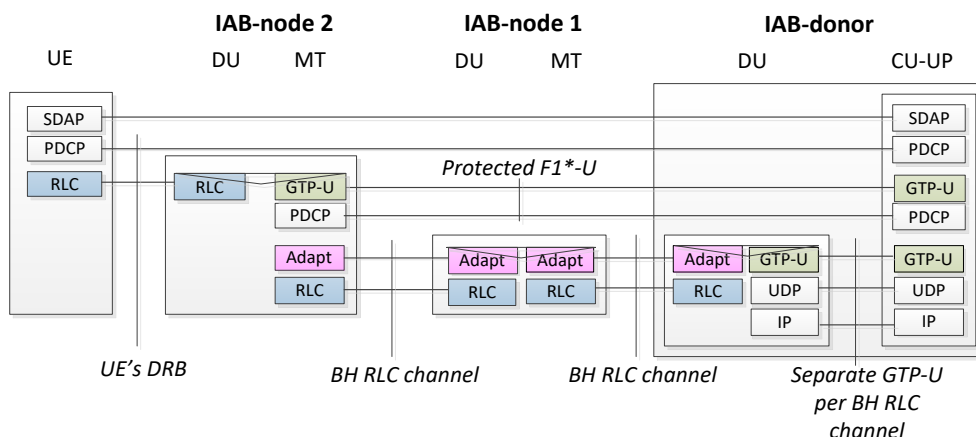 IAB-node 2 IAB-node 1 IAB-donor
UE DU MT DU MT DU CU-UP
SDAP SDAP
PDCP PDCP
Protected F1*-U
RLC RLC GTP-U GTP-U
PDCP PDCP
Adapt Adapt Adapt Adapt GTP-U GTP-U
RLC RLC RLC RLC UDP UDP
IP IP
UE's DRB BH RLC channel BH RLC channel Separate GTP-U
per BH RLC
channel